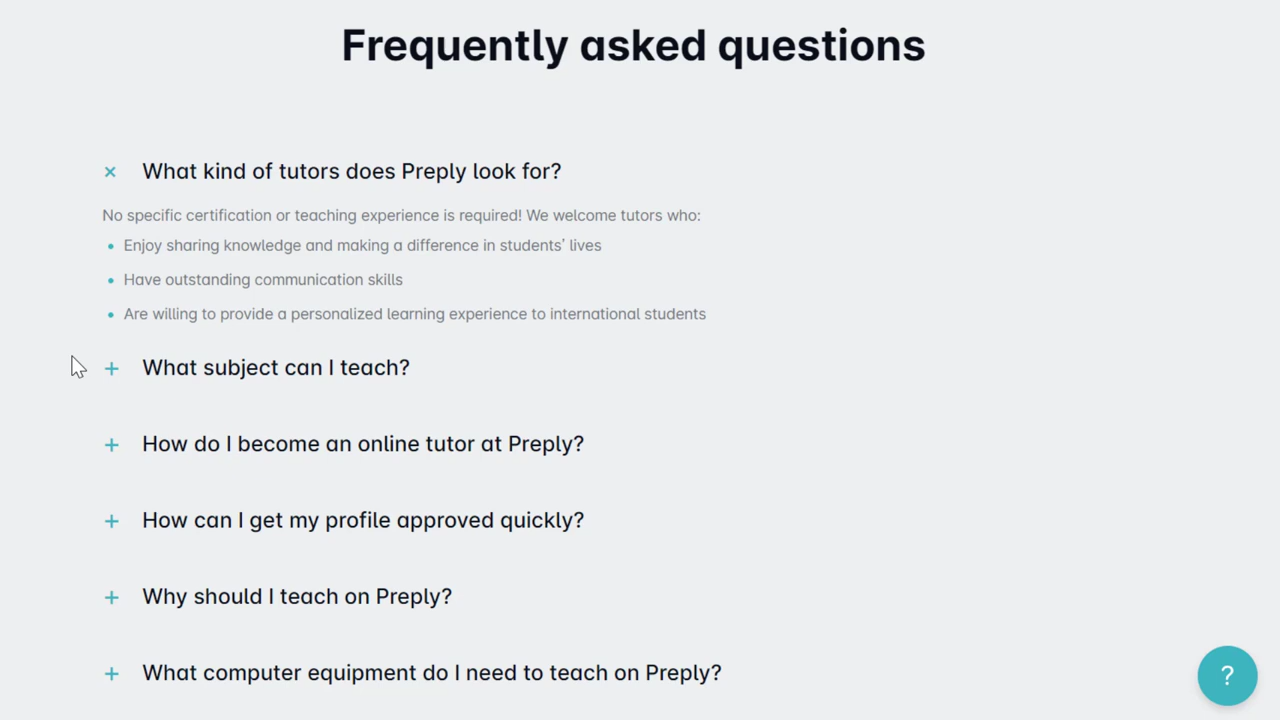 Frequently asked questions
What kind of tutors does Preply look for?
No specific certification or teaching experience is required! We welcome tutors who:
Enjoy sharing knowledge and making a difference in students’ lives
Have outstanding communication skills
Are willing to provide a personalized learning experience to international students
What subject can I teach?
How do I become an online tutor at Preply?
How can I get my profile approved quickly?
Why should I teach on Preply?
What computer equipment do I need to teach on Preply?
?